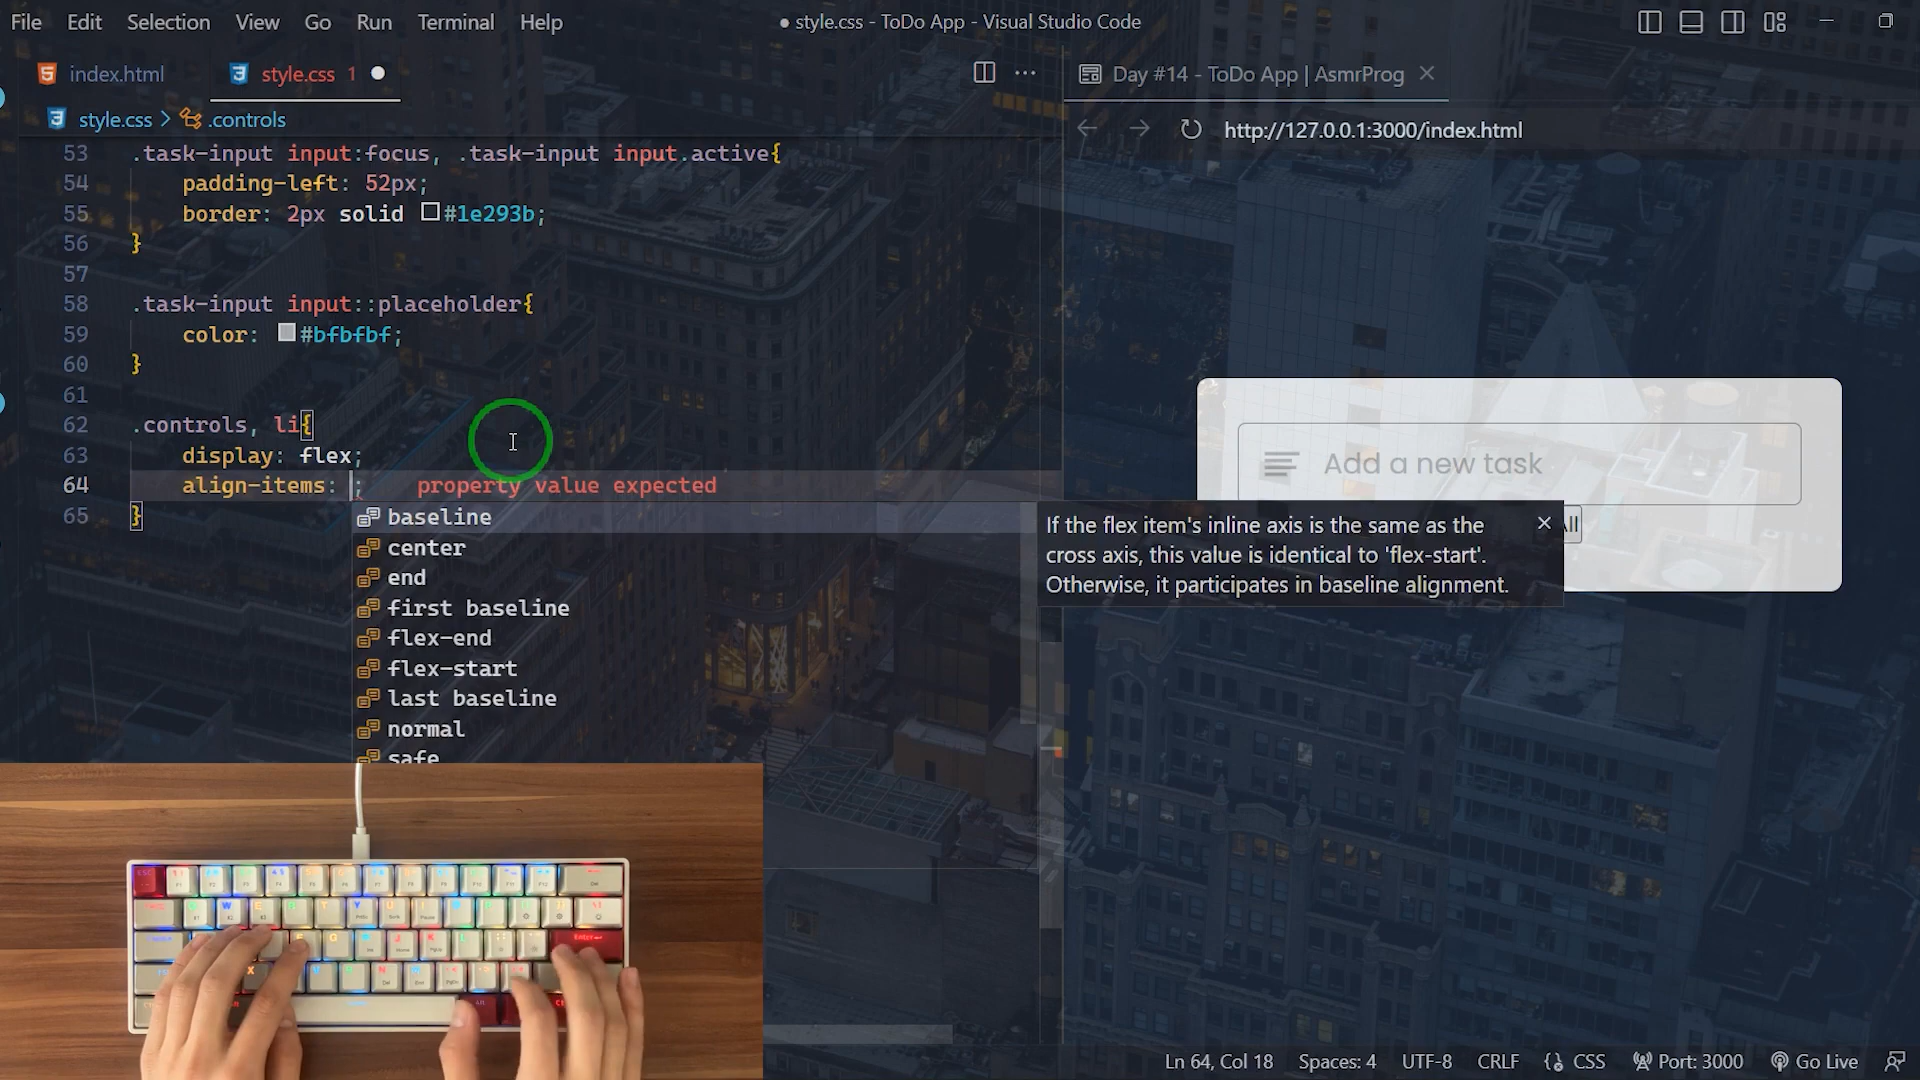 File Edit Selection View Go Run Terminal Help
● style.css - ToDo App - Visual Studio Code
index.html
style.css 1
Day #14 - ToDo App | AsmrProg
style.css > .controls
http://127.0.0.1:3000/index.html
53 .task-input input:focus, .task-input input.active{
54 padding-left: 52px;
55 border: 2px solid #1e293b;
56 }
57
58 .task-input input::placeholder{
59 color: #bfbfbf;
60 }
61
62 .controls, li{
63 display: flex;
64 align-items: ; property value expected
65 }
baseline
center
end
first baseline
flex-end
flex-start
last baseline
normal
safe
Add a new task
If the flex item's inline axis is the same as the
cross axis, this value is identical to 'flex-start'.
Otherwise, it participates in baseline alignment.
Ln 64, Col 18 Spaces: 4 UTF-8 CRLF CSS Port: 3000 Go Live